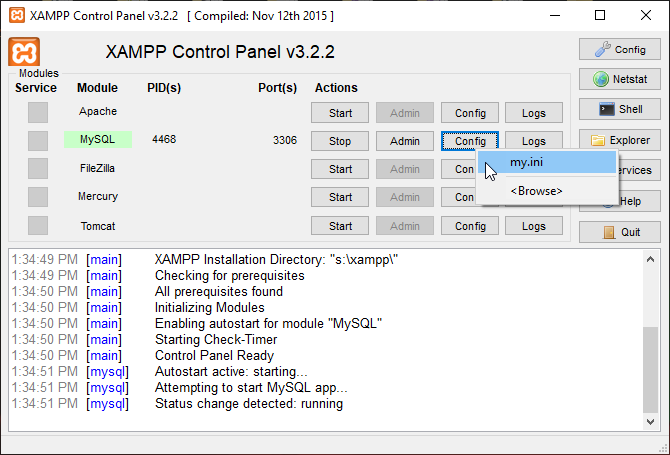 XAMPP Control Panel v3.2.2   [ Compiled: Nov 12th 2015 ]
XAMPP Control Panel v3.2.2
Config
Modules
Service Module PID(s) Port(s) Actions
Netstat
Apache Start Admin Config Logs
Shell
MySQL 4468 3306 Stop Admin Config Logs
Explorer
my.ini
FileZilla Start Admin Con
ervices
<Browse>
Mercury Start Admin Con
Help
Tomcat Start Admin Config Logs
Quit
1:34:49 PM [main] XAMPP Installation Directory: "s:\xampp\"
1:34:49 PM [main] Checking for prerequisites
1:34:50 PM [main] All prerequisites found
1:34:50 PM [main] Initializing Modules
1:34:50 PM [main] Enabling autostart for module "MySQL"
1:34:50 PM [main] Starting Check-Timer
1:34:50 PM [main] Control Panel Ready
1:34:51 PM [mysql] Autostart active: starting...
1:34:51 PM [mysql] Attempting to start MySQL app...
1:34:51 PM [mysql] Status change detected: running